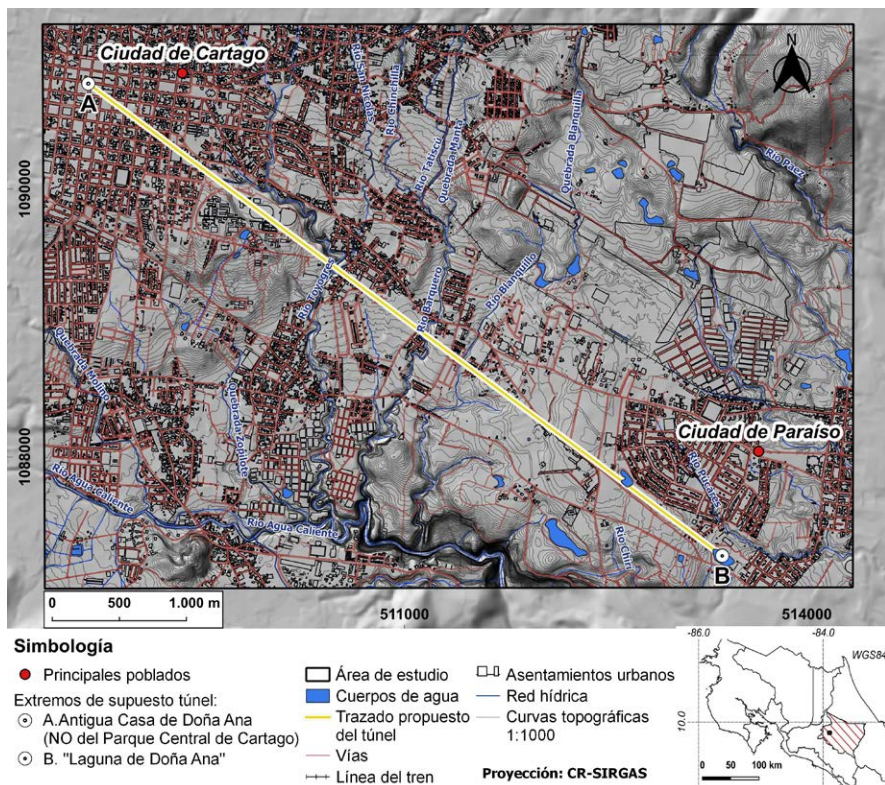 Ciudad de Cartago
A
N
Río San Nicolás
Río Chinchilla
Río Tatiscú
Quebrada Manta
Quebrada Blanquilla
Río Páez
1090000
Río Toyogres
Río Barquero
Río Blanquillo
Quebrada Molino
Quebrada Zopilote
Ciudad de Paraíso
1088000
Río Purazes
Río Agua Caliente
Río Agua Caliente
Río Chirí
B
0 500 1.000 m
511000
514000
Simbología
Principales poblados
Extremos de supuesto túnel:
A.Antigua Casa de Doña Ana
(NO del Parque Central de Cartago)
B. "Laguna de Doña Ana"
Área de estudio
Cuerpos de agua
Trazado propuesto
del túnel
Vías
Línea del tren
Asentamientos urbanos
Red hídrica
Curvas topográficas
1:1000
Proyección: CR-SIRGAS
-86.0
-84.0
WGS84
10.0
0 50 100 km